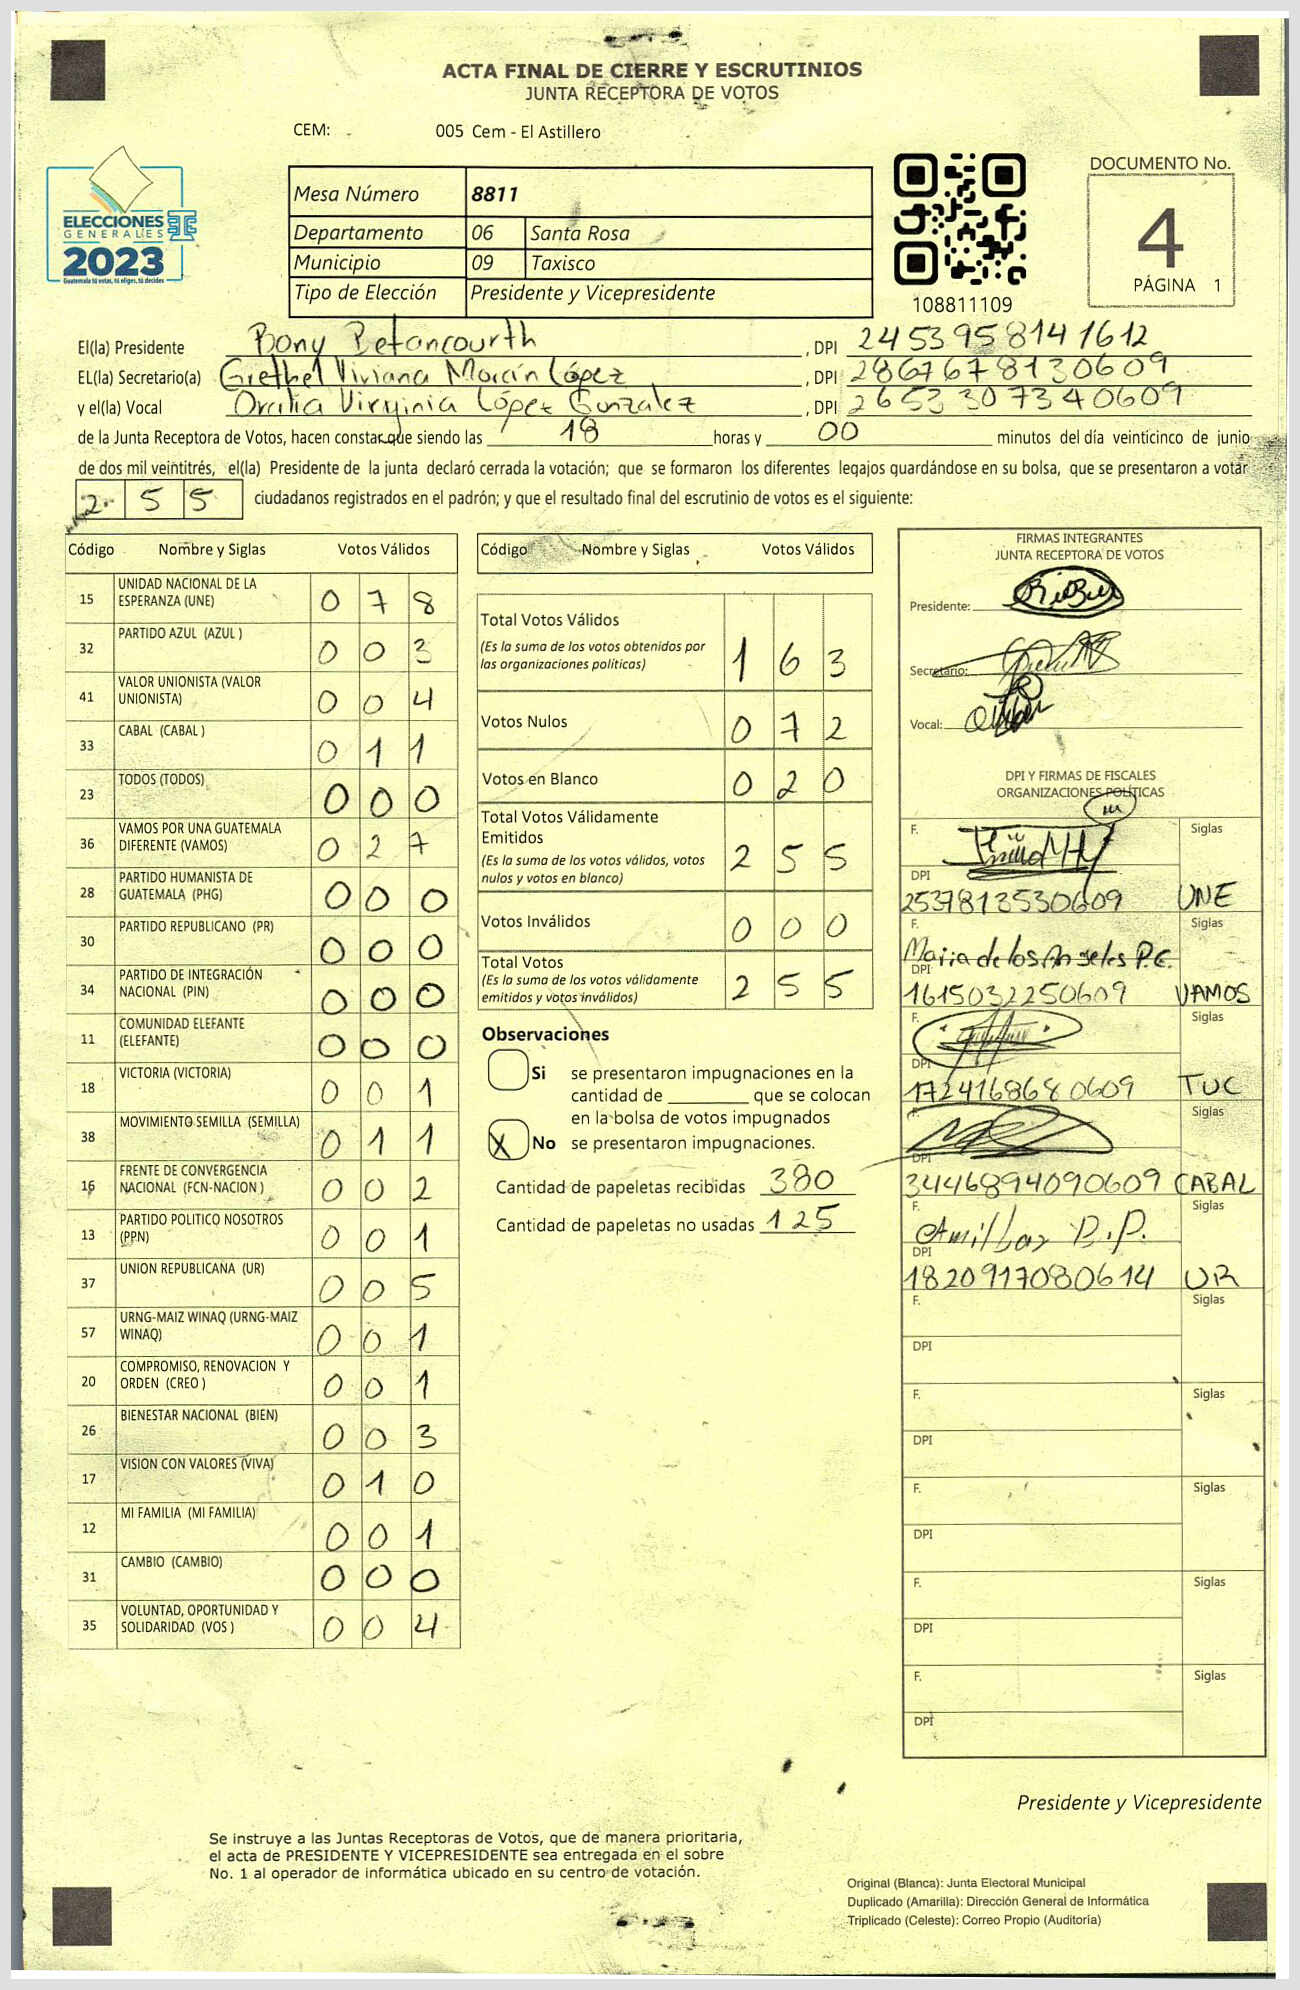 ACTA FINAL DE CIERRE Y ESCRUTINIOS
JUNTA RECEPTORA DE VOTOS
CEM: 005 Cem - El Astillero
ELECCIONES
GENERALES
2023
Guatemala tú votas, tú eliges, tú decides
Mesa Número 8811
Departamento 06 Santa Rosa
Municipio 09 Taxisco
Tipo de Elección Presidente y Vicepresidente
108811109
DOCUMENTO No.
4
PÁGINA 1
El(la) Presidente Bony Betancourth , DPI 2453958141612
EL(la) Secretario(a) Grethel Viviana Marcin López , DPI 2867678130609
y el(la) Vocal Oralia Virginia López Gonzalez , DPI 2653307340609
de la Junta Receptora de Votos, hacen constar que siendo las 18 horas y 00 minutos del día veinticinco de junio
de dos mil veintitrés, el(la) Presidente de la junta declaró cerrada la votación; que se formaron los diferentes legajos guardándose en su bolsa, que se presentaron a votar
2 5 5 ciudadanos registrados en el padrón; y que el resultado final del escrutinio de votos es el siguiente:
Código Nombre y Siglas Votos Válidos
15 UNIDAD NACIONAL DE LA ESPERANZA (UNE) 0 7 8
32 PARTIDO AZUL (AZUL ) 0 0 3
41 VALOR UNIONISTA (VALOR UNIONISTA) 0 0 4
33 CABAL (CABAL ) 0 1 1
23 TODOS (TODOS) 0 0 0
36 VAMOS POR UNA GUATEMALA DIFERENTE (VAMOS) 0 2 7
28 PARTIDO HUMANISTA DE GUATEMALA (PHG) 0 0 0
30 PARTIDO REPUBLICANO (PR) 0 0 0
34 PARTIDO DE INTEGRACIÓN NACIONAL (PIN) 0 0 0
11 COMUNIDAD ELEFANTE (ELEFANTE) 0 0 0
18 VICTORIA (VICTORIA) 0 0 1
38 MOVIMIENTO SEMILLA (SEMILLA) 0 1 1
16 FRENTE DE CONVERGENCIA NACIONAL (FCN-NACION ) 0 0 2
13 PARTIDO POLITICO NOSOTROS (PPN) 0 0 1
37 UNION REPUBLICANA (UR) 0 0 5
57 URNG-MAIZ WINAQ (URNG-MAIZ WINAQ) 0 0 1
20 COMPROMISO, RENOVACION Y ORDEN (CREO ) 0 0 1
26 BIENESTAR NACIONAL (BIEN) 0 0 3
17 VISION CON VALORES (VIVA) 0 1 0
12 MI FAMILIA (MI FAMILIA) 0 0 1
31 CAMBIO (CAMBIO) 0 0 0
35 VOLUNTAD, OPORTUNIDAD Y SOLIDARIDAD (VOS ) 0 0 4
Código Nombre y Siglas Votos Válidos
Total Votos Válidos
(Es la suma de los votos obtenidos por
las organizaciones políticas) 1 6 3
Votos Nulos 0 7 2
Votos en Blanco 0 2 0
Total Votos Válidamente
Emitidos
(Es la suma de los votos válidos, votos
nulos y votos en blanco) 2 5 5
Votos Inválidos 0 0 0
Total Votos
(Es la suma de los votos válidamente
emitidos y votos inválidos) 2 5 5
Observaciones
Si se presentaron impugnaciones en la
cantidad de ________ que se colocan
en la bolsa de votos impugnados
X No se presentaron impugnaciones.
Cantidad de papeletas recibidas 380
Cantidad de papeletas no usadas 125
FIRMAS INTEGRANTES
JUNTA RECEPTORA DE VOTOS
Presidente:
Secretario:
Vocal:
DPI Y FIRMAS DE FISCALES
ORGANIZACIONES POLÍTICAS
F. Siglas
DPI
2537813530609 UNE
F. Maria de los Angeles P.C. Siglas
DPI
1615032250609 VAMOS
F. Siglas
DPI
1724168680609 TUC
F. Siglas
DPI
3446894090609 CABAL
F. Amilcar P.P. Siglas
DPI
1820917080614 UR
F. Siglas
DPI
F. Siglas
DPI
F. Siglas
DPI
F. Siglas
DPI
F. Siglas
DPI
Presidente y Vicepresidente
Se instruye a las Juntas Receptoras de Votos, que de manera prioritaria,
el acta de PRESIDENTE Y VICEPRESIDENTE sea entregada en el sobre
No. 1 al operador de informática ubicado en su centro de votación.
Original (Blanca): Junta Electoral Municipal
Duplicado (Amarilla): Dirección General de Informática
Triplicado (Celeste): Correo Propio (Auditoría)